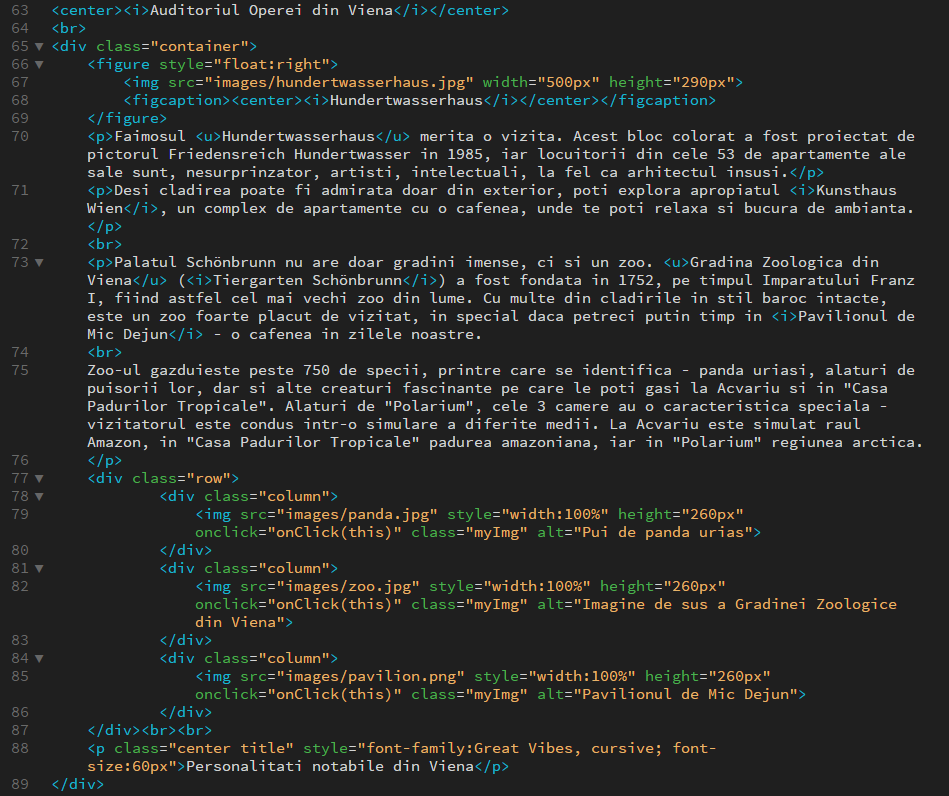 63 <center><i>Auditoriul Operei din Viena</i></center>
64 <br>
65 <div class="container">
66 <figure style="float:right">
67 <img src="images/hundertwasserhaus.jpg" width="500px" height="290px">
68 <figcaption><center><i>Hundertwasserhaus</i></center></figcaption>
69 </figure>
70 <p>Faimosul <u>Hundertwasserhaus</u> merita o vizita. Acest bloc colorat a fost proiectat de
pictorul Friedensreich Hundertwasser in 1985, iar locuitorii din cele 53 de apartamente ale
sale sunt, nesurprinzator, artisti, intelectuali, la fel ca arhitectul insusi.</p>
71 <p>Desi cladirea poate fi admirata doar din exterior, poti explora apropiatul <i>Kunsthaus
Wien</i>, un complex de apartamente cu o cafenea, unde te poti relaxa si bucura de ambianta.
</p>
72 <br>
73 <p>Palatul Schönbrunn nu are doar gradini imense, ci si un zoo. <u>Gradina Zoologica din
Viena</u> (<i>Tiergarten Schönbrunn</i>) a fost fondata in 1752, pe timpul Imparatului Franz
I, fiind astfel cel mai vechi zoo din lume. Cu multe din cladirile in stil baroc intacte,
este un zoo foarte placut de vizitat, in special daca petreci putin timp in <i>Pavilionul de
Mic Dejun</i> - o cafenea in zilele noastre.
74 <br>
75 Zoo-ul gazduieste peste 750 de specii, printre care se identifica - panda uriasi, alaturi de
puisorii lor, dar si alte creaturi fascinante pe care le poti gasi la Acvariu si in "Casa
Padurilor Tropicale". Alaturi de "Polarium", cele 3 camere au o caracteristica speciala -
vizitatorul este condus intr-o simulare a diferite medii. La Acvariu este simulat raul
Amazon, in "Casa Padurilor Tropicale" padurea amazoniana, iar in "Polarium" regiunea arctica.
76 </p>
77 <div class="row">
78 <div class="column">
79 <img src="images/panda.jpg" style="width:100%" height="260px"
onclick="onClick(this)" class="myImg" alt="Pui de panda urias">
80 </div>
81 <div class="column">
82 <img src="images/zoo.jpg" style="width:100%" height="260px"
onclick="onClick(this)" class="myImg" alt="Imagine de sus a Gradinei Zoologice
din Viena">
83 </div>
84 <div class="column">
85 <img src="images/pavilion.png" style="width:100%" height="260px"
onclick="onClick(this)" class="myImg" alt="Pavilionul de Mic Dejun">
86 </div>
87 </div><br><br>
88 <p class="center title" style="font-family:Great Vibes, cursive; font-
size:60px">Personalitati notabile din Viena</p>
89 </div>